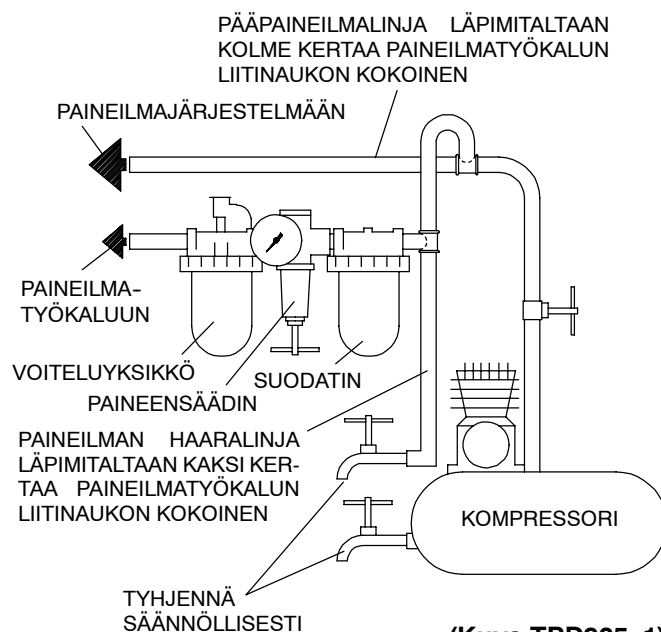 PÄÄPAINEILMALINJA LÄPIMITALTAAN
KOLME KERTAA PAINEILMATYÖKALUN
LIITINAUKON KOKOINEN
PAINEILMAJÄRJESTELMÄÄN
PAINEILMA-
TYÖKALUUN
VOITELUYKSIKKÖ
SUODATIN
PAINEENSÄÄDIN
PAINEILMAN HAARALINJA
LÄPIMITALTAAN KAKSI KER-
TAA PAINEILMATYÖKALUN
LIITINAUKON KOKOINEN
KOMPRESSORI
TYHJENNÄ
SÄÄNNÖLLISESTI